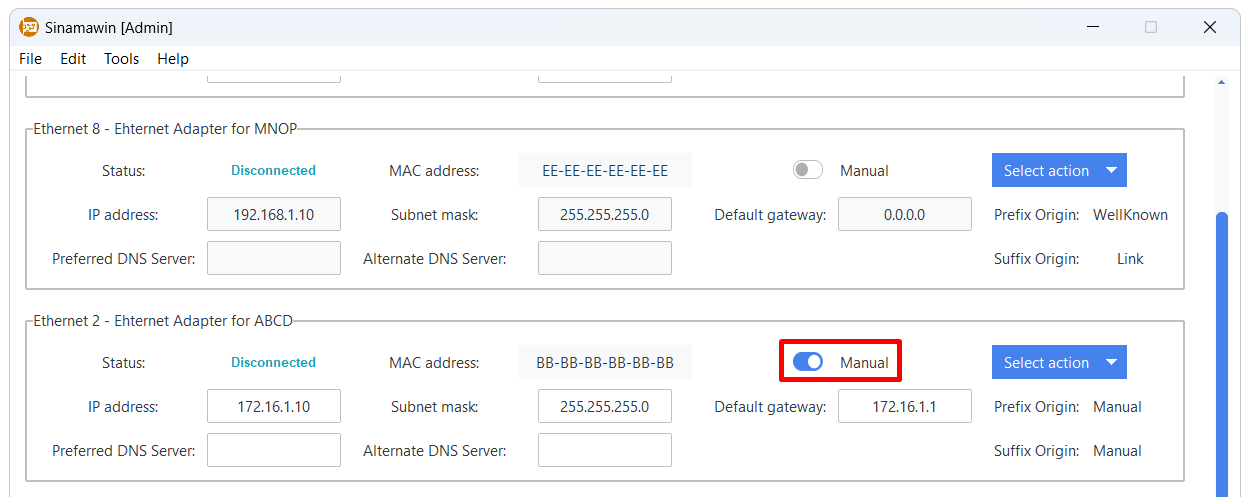 Sinamawin [Admin]
File Edit Tools Help
Ethernet 8 - Ehternet Adapter for MNOP
Status: Disconnected MAC address: EE-EE-EE-EE-EE-EE Manual Select action
IP address: 192.168.1.10 Subnet mask: 255.255.255.0 Default gateway: 0.0.0.0 Prefix Origin: WellKnown
Preferred DNS Server: Alternate DNS Server: Suffix Origin: Link
Ethernet 2 - Ehternet Adapter for ABCD
Status: Disconnected MAC address: BB-BB-BB-BB-BB-BB Manual Select action
IP address: 172.16.1.10 Subnet mask: 255.255.255.0 Default gateway: 172.16.1.1 Prefix Origin: Manual
Preferred DNS Server: Alternate DNS Server: Suffix Origin: Manual